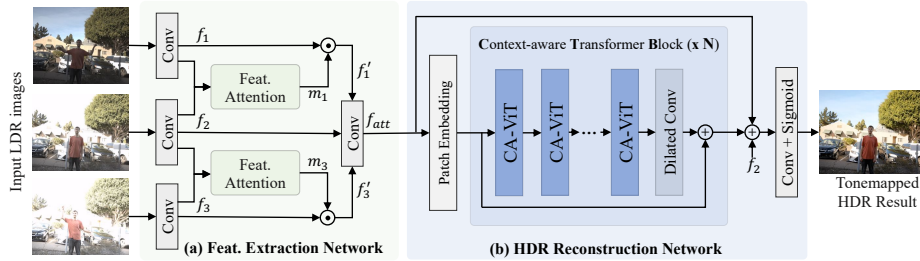 Input LDR images
Conv
f₁
Feat.
Attention
m₁
f₁′
Conv
f₂
Conv
f_att
Feat.
Attention
m₃
f₃′
Conv
f₃
(a) Feat. Extraction Network
Patch Embedding
Context-aware Transformer Block (x N)
CA-ViT
CA-ViT
...
CA-ViT
Dilated Conv
f₂
Conv + Sigmoid
(b) HDR Reconstruction Network
Tonemapped
HDR Result